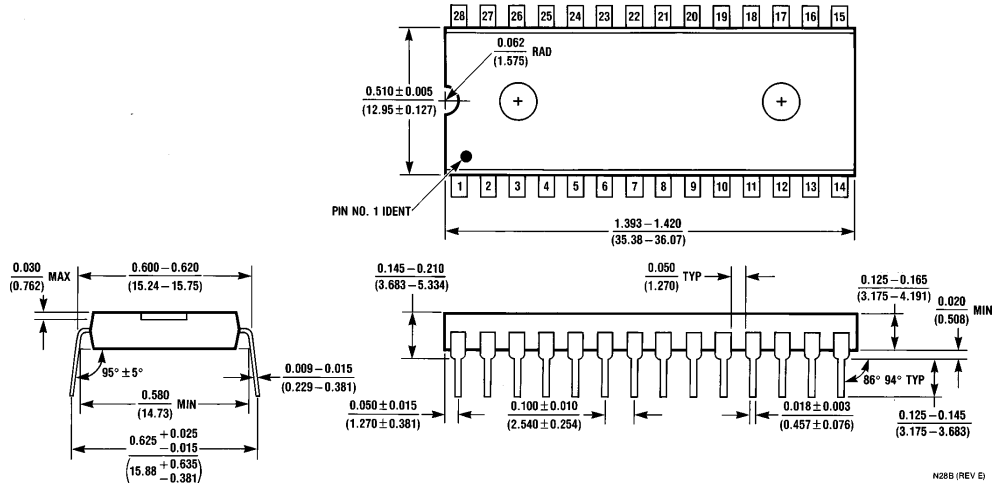 28 27 26 25 24 23 22 21 20 19 18 17 16 15
0.062
(1.575) RAD
0.510 ± 0.005
(12.95 ± 0.127)
PIN NO. 1 IDENT
1 2 3 4 5 6 7 8 9 10 11 12 13 14
1.393 – 1.420
(35.38 – 36.07)
0.030
(0.762) MAX
0.600 – 0.620
(15.24 – 15.75)
95° ± 5°
0.580
(14.73) MIN
0.009 – 0.015
(0.229 – 0.381)
0.625 +0.025 -0.015
(15.88 +0.635 -0.381)
0.145 – 0.210
(3.683 – 5.334)
0.050
(1.270) TYP
0.125 – 0.165
(3.175 – 4.191)
0.020
(0.508) MIN
86° 94° TYP
0.050 ± 0.015
(1.270 ± 0.381)
0.100 ± 0.010
(2.540 ± 0.254)
0.018 ± 0.003
(0.457 ± 0.076)
0.125 – 0.145
(3.175 – 3.683)
N28B (REV E)